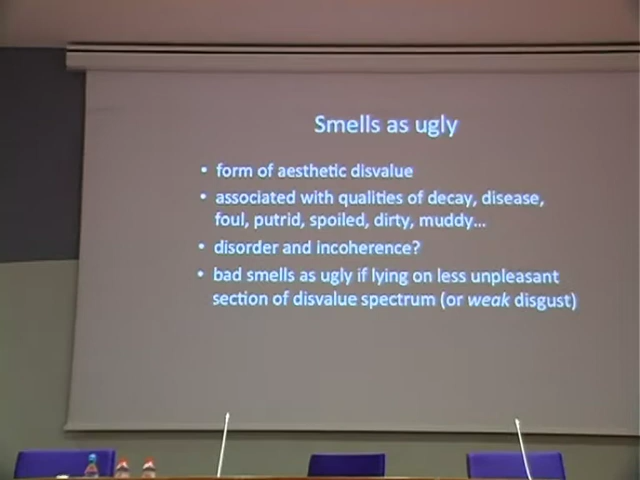 Smells as ugly
• form of aesthetic disvalue
• associated with qualities of decay, disease,
foul, putrid, spoiled, dirty, muddy...
• disorder and incoherence?
• bad smells as ugly if lying on less unpleasant
section of disvalue spectrum (or weak disgust)